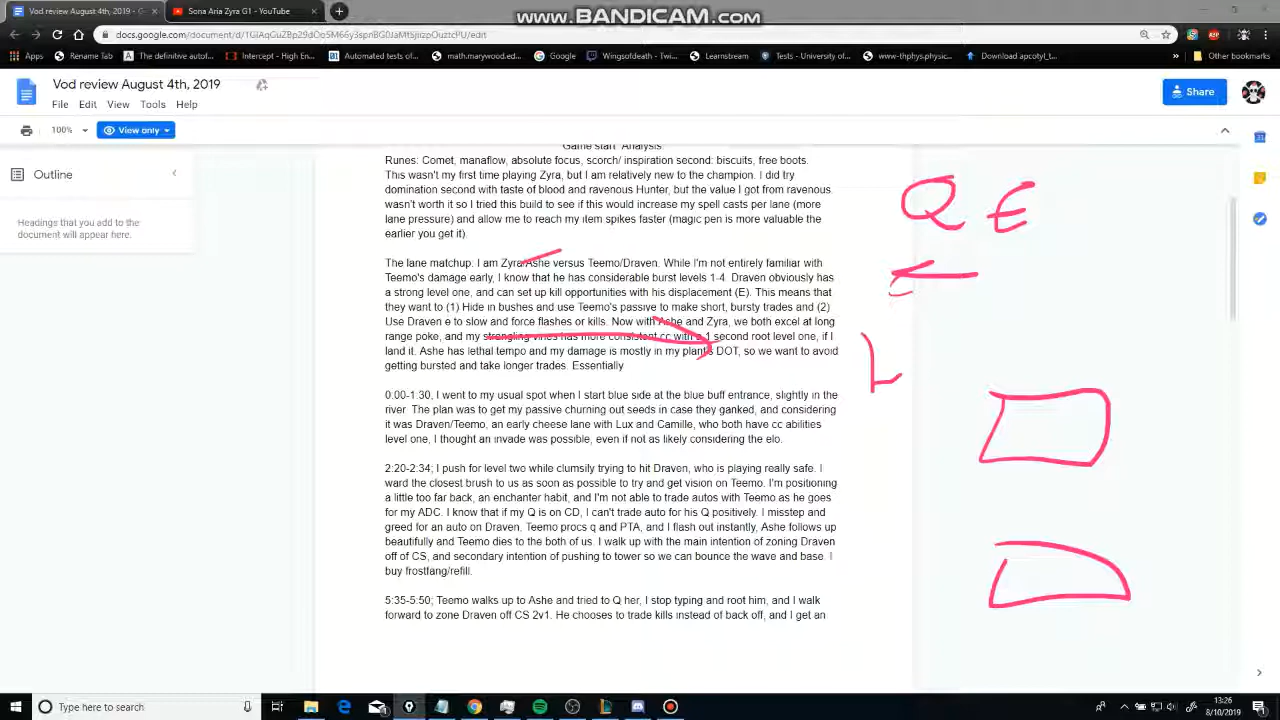 www.BANDICAM.com
Vod review August 4th, 2019 - G
Sona Aria Zyra G1 - YouTube
Apps
Rename Tab
The definitive autof...
Intercept - High En...
Automated tests of...
math.marywood.ed...
Google
Wingsofdeath - Twi...
Learnstream
Tests - University of...
www-thphys.physic...
Download apcotyl_t...
Other bookmarks
Vod review August 4th, 2019
File Edit View Tools Help
Share
100%
View only
Outline
Headings that you add to the
document will appear here.
Game start Analysis
Runes: Comet, manaflow, absolute focus, scorch/ inspiration second: biscuits, free boots.
This wasn't my first time playing Zyra, but I am relatively new to the champion. I did try
domination second with taste of blood and ravenous Hunter, but the value I got from ravenous
wasn't worth it so I tried this build to see if this would increase my spell casts per lane (more
lane pressure) and allow me to reach my item spikes faster (magic pen is more valuable the
earlier you get it).
The lane matchup: I am Zyra/Ashe versus Teemo/Draven. While I'm not entirely familiar with
Teemo's damage early, I know that he has considerable burst levels 1-4. Draven obviously has
a strong level one, and can set up kill opportunities with his displacement (E). This means that
they want to (1) Hide in bushes and use Teemo's passive to make short, bursty trades and (2)
Use Draven e to slow and force flashes or kills. Now with Ashe and Zyra, we both excel at long
range poke, and my strangling vines has more consistent cc with a 1 second root level one, if I
land it. Ashe has lethal tempo and my damage is mostly in my plant's DOT, so we want to avoid
getting bursted and take longer trades. Essentially
0:00-1:30, I went to my usual spot when I start blue side at the blue buff entrance, slightly in the
river. The plan was to get my passive churning out seeds in case they ganked, and considering
it was Draven/Teemo, an early cheese lane with Lux and Camille, who both have cc abilities
level one, I thought an invade was possible, even if not as likely considering the elo.
2:20-2:34; I push for level two while clumsily trying to hit Draven, who is playing really safe. I
ward the closest brush to us as soon as possible to try and get vision on Teemo. I'm positioning
a little too far back, an enchanter habit, and I'm not able to trade autos with Teemo as he goes
for my ADC. I know that if my Q is on CD, I can't trade auto for his Q positively. I misstep and
greed for an auto on Draven. Teemo procs q and PTA, and I flash out instantly, Ashe follows up
beautifully and Teemo dies to the both of us. I walk up with the main intention of zoning Draven
off of CS, and secondary intention of pushing to tower so we can bounce the wave and base. I
buy frostfang/refill.
5:35-5:50; Teemo walks up to Ashe and tried to Q her, I stop typing and root him, and I walk
forward to zone Draven off CS 2v1. He chooses to trade kills instead of back off, and I get an
Q E
L
Type here to search
13:26
8/10/2019